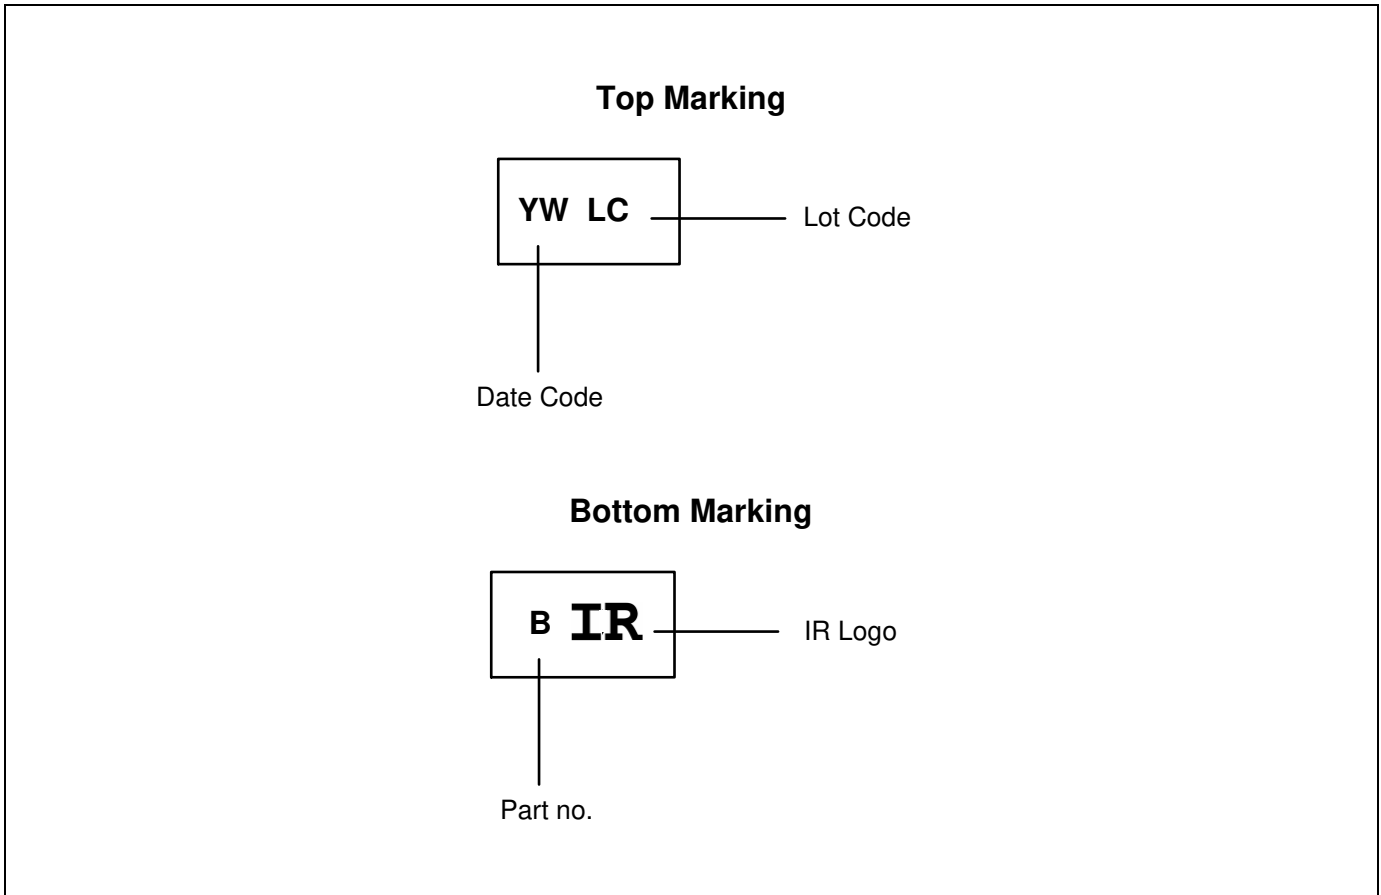 Top Marking
YW LC
Lot Code
Date Code
Bottom Marking
B IR
IR Logo
Part no.